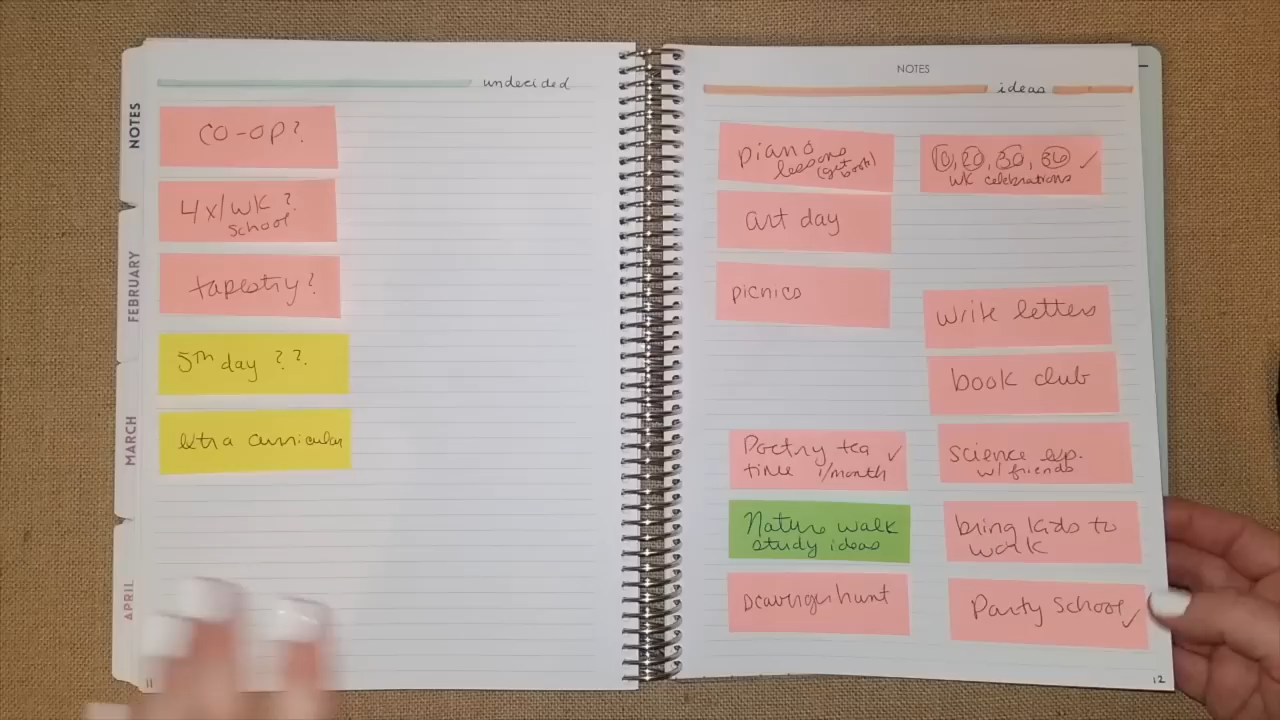 NOTES
FEBRUARY
MARCH
APRIL
undecided
co-op?
4x/wk?
school
tapestry?
5th day ??
extra curricular
11
NOTES
ideas
piano
lessons
(get book)
art day
picnics
Poetry tea ✓
time 1/month
Nature walk
study ideas
scavenger hunt
10, 20, 30, 36 ✓
wk celebrations
write letters
book club
science exp.
w/ friends
bring kids to
work
Party School ✓
12